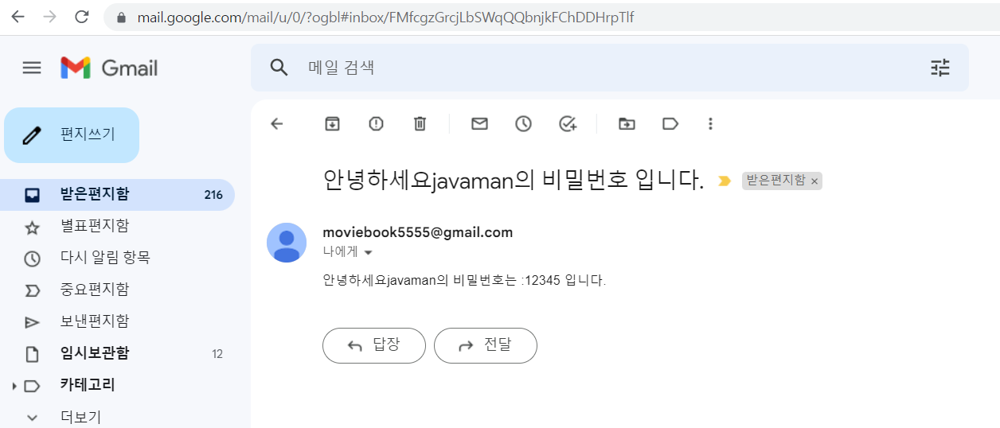 mail.google.com/mail/u/0/?ogbl#inbox/FMfcgzGrcjLbSWqQQbnjkFChDDHrpTlf
Gmail
메일 검색
편지쓰기
받은편지함 216
별표편지함
다시 알림 항목
중요편지함
보낸편지함
임시보관함 12
카테고리
더보기
안녕하세요javaman의 비밀번호 입니다. 받은편지함 ×
moviebook5555@gmail.com
나에게
안녕하세요javaman의 비밀번호는 :12345 입니다.
답장 전달